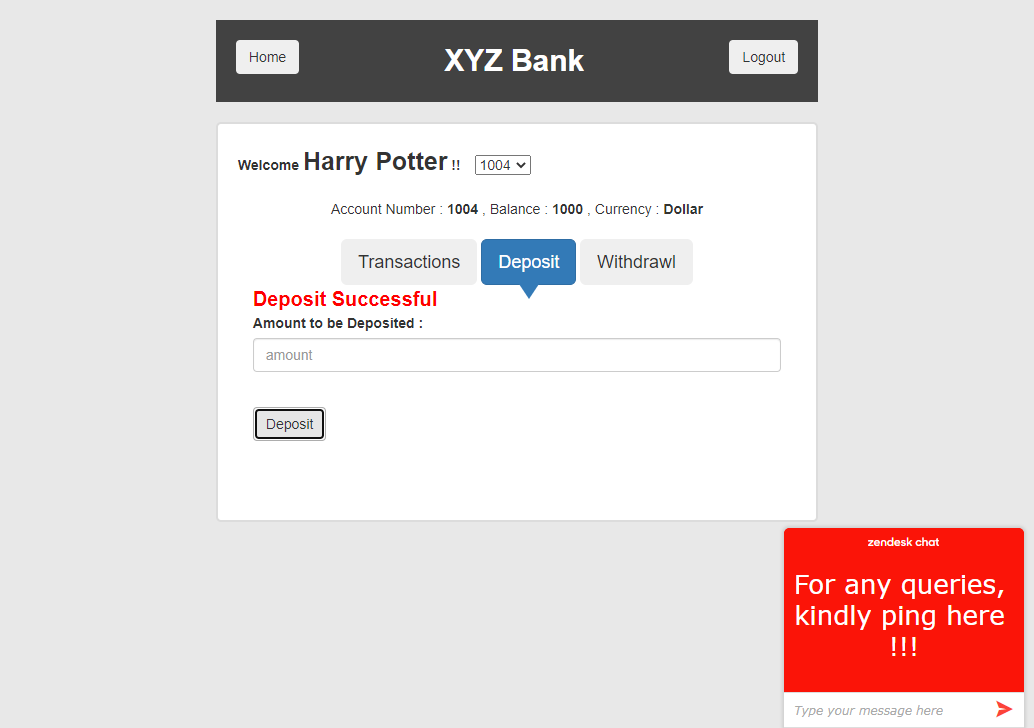 Home
XYZ Bank
Logout
Welcome Harry Potter !! 1004
Account Number : 1004 , Balance : 1000 , Currency : Dollar
Transactions
Deposit
Withdrawl
Deposit Successful
Amount to be Deposited :
amount
Deposit
zendesk chat
For any queries,
kindly ping here
!!!
Type your message here